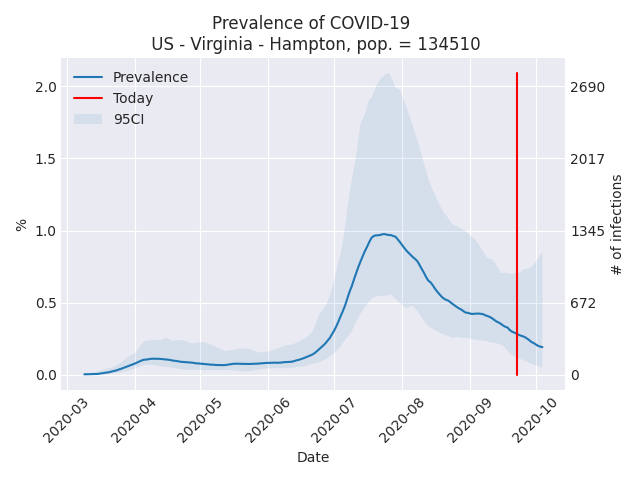 Prevalence of COVID-19
US - Virginia - Hampton, pop. = 134510
Prevalence
Today
95CI
2.0
1.5
1.0
0.5
0.0
%
2690
2017
1345
672
0
# of infections
2020-03
2020-04
2020-05
2020-06
2020-07
2020-08
2020-09
2020-10
Date